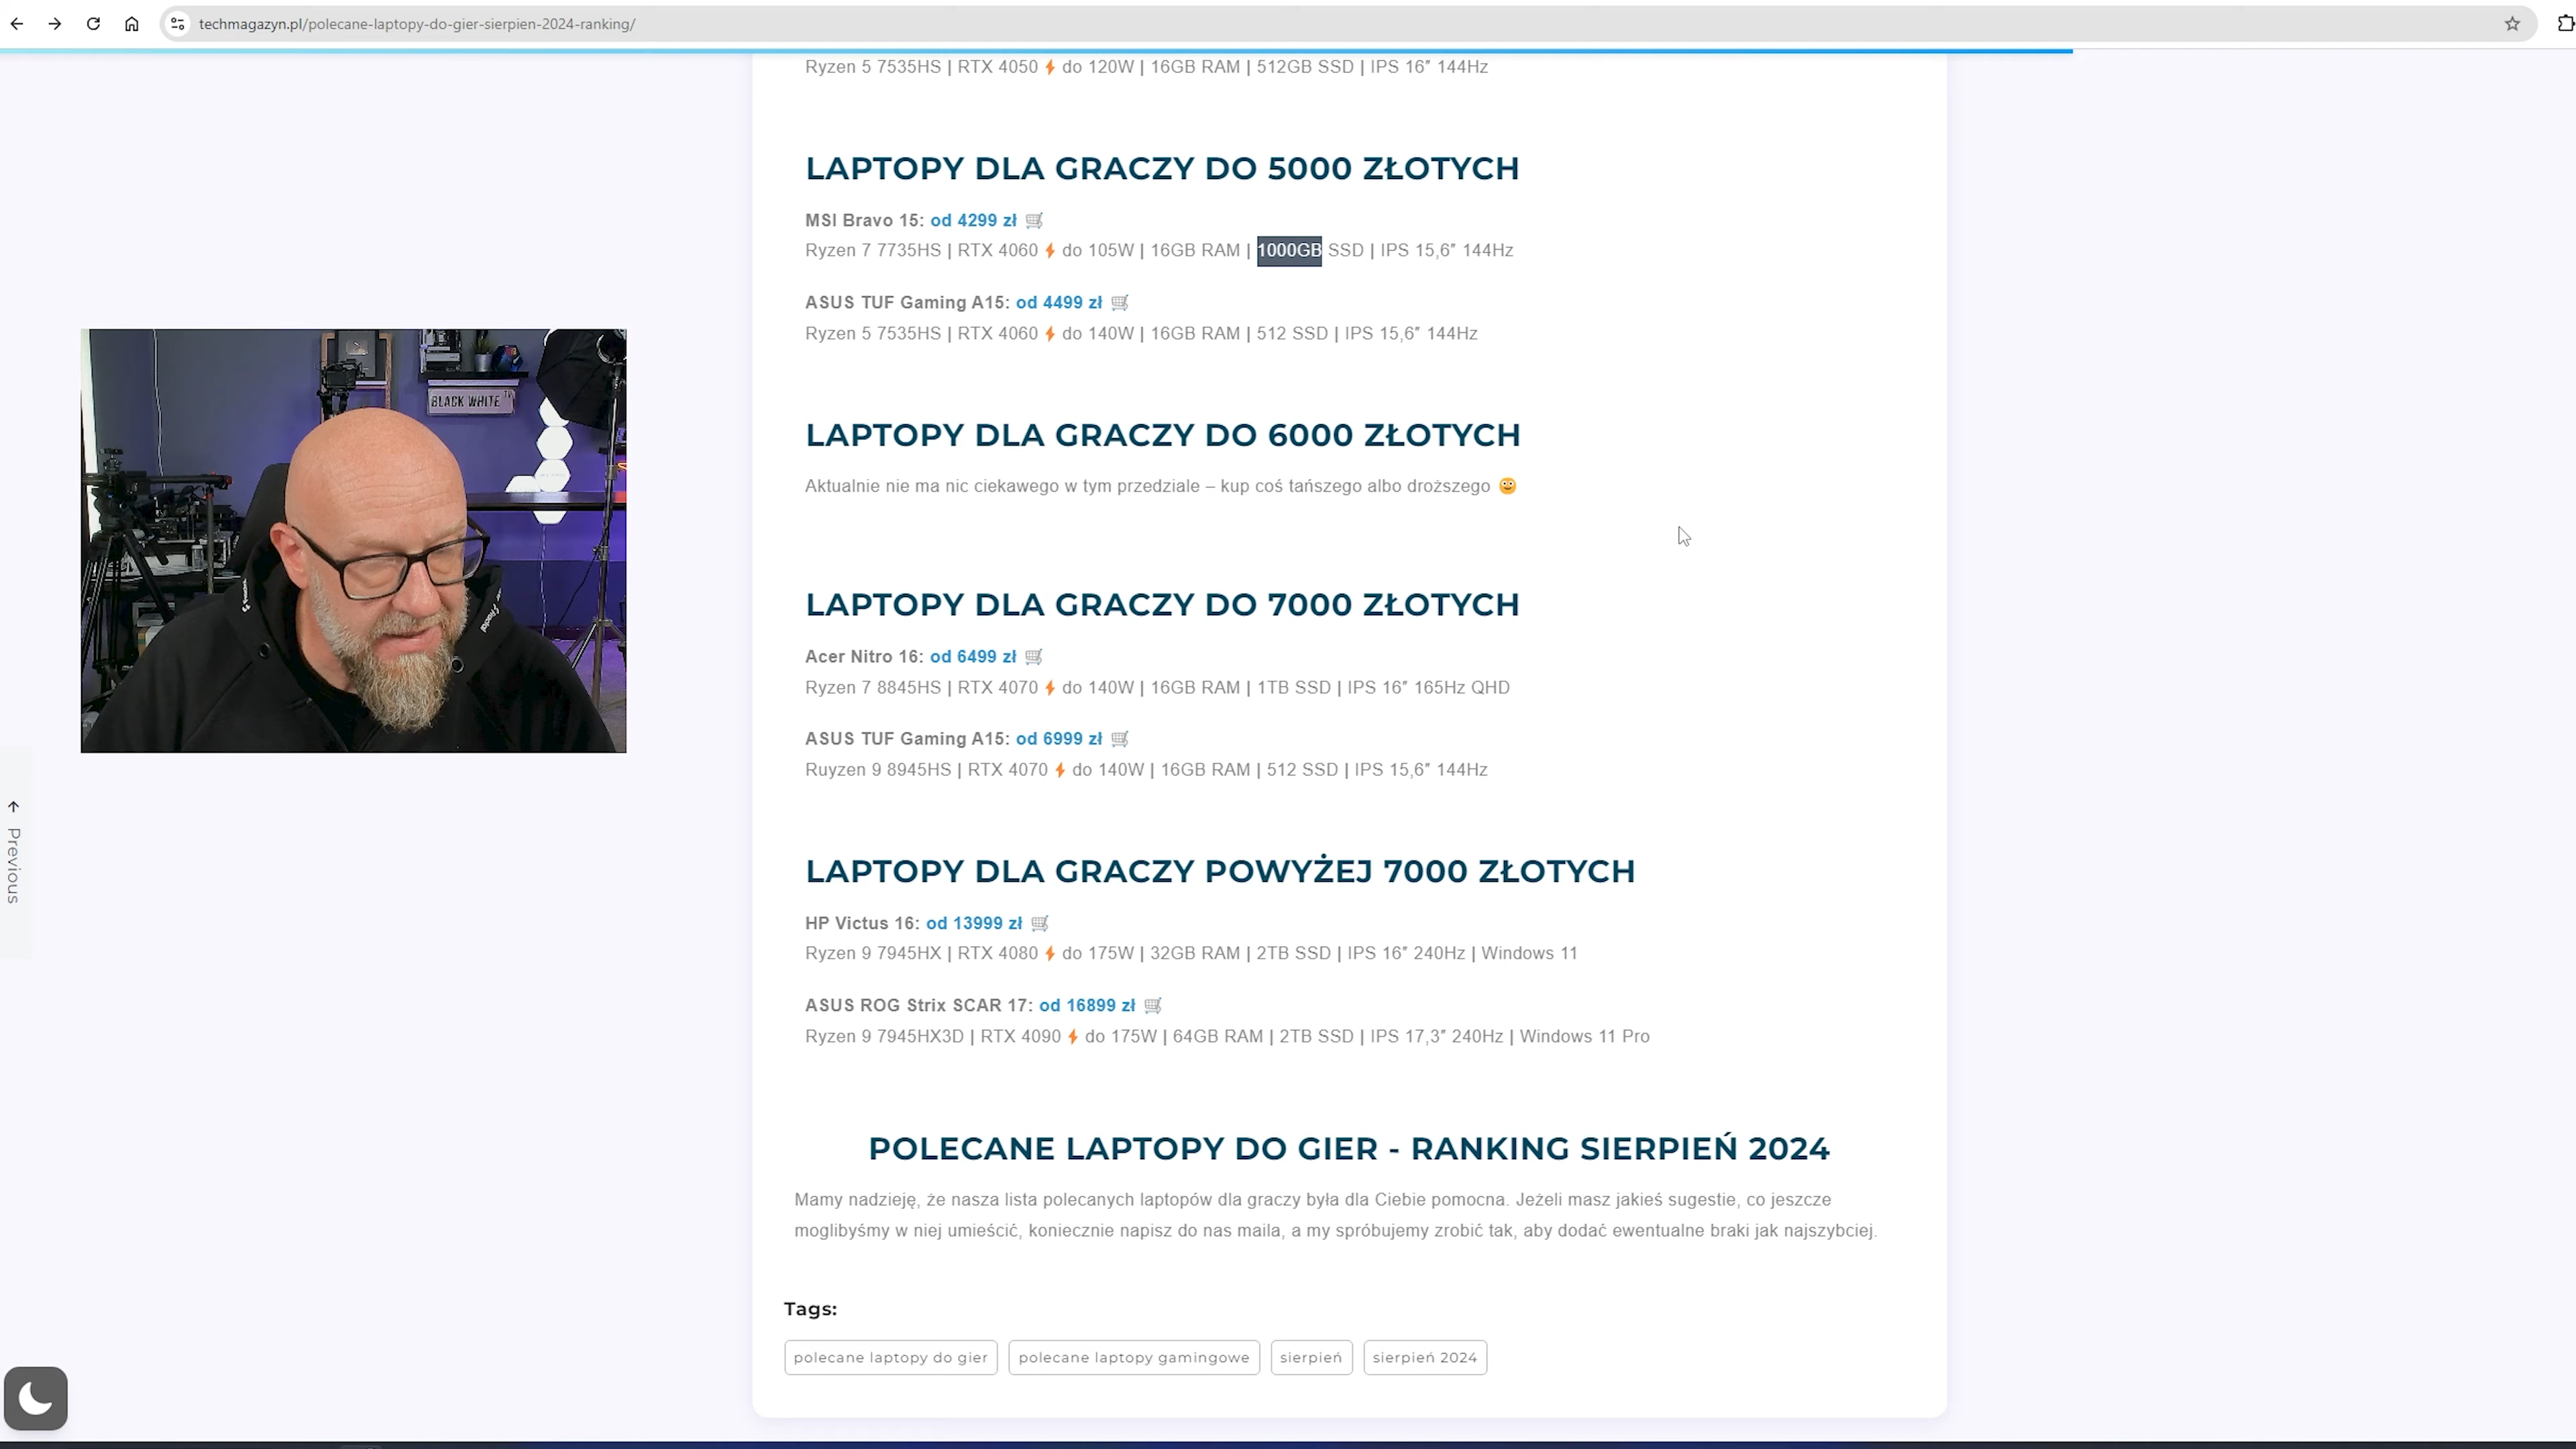 techmagazyn.pl/polecane-laptopy-do-gier-sierpien-2024-ranking/
Ryzen 5 7535HS | RTX 4050 ⚡ do 120W | 16GB RAM | 512GB SSD | IPS 16″ 144Hz
LAPTOPY DLA GRACZY DO 5000 ZŁOTYCH
MSI Bravo 15: od 4299 zł 🛒
Ryzen 7 7735HS | RTX 4060 ⚡ do 105W | 16GB RAM | 1000GB SSD | IPS 15,6″ 144Hz
ASUS TUF Gaming A15: od 4499 zł 🛒
Ryzen 5 7535HS | RTX 4060 ⚡ do 140W | 16GB RAM | 512 SSD | IPS 15,6″ 144Hz
BLACK WHITE TV
LAPTOPY DLA GRACZY DO 6000 ZŁOTYCH
Aktualnie nie ma nic ciekawego w tym przedziale – kup coś tańszego albo droższego 🙂
LAPTOPY DLA GRACZY DO 7000 ZŁOTYCH
Acer Nitro 16: od 6499 zł 🛒
Ryzen 7 8845HS | RTX 4070 ⚡ do 140W | 16GB RAM | 1TB SSD | IPS 16″ 165Hz QHD
ASUS TUF Gaming A15: od 6999 zł 🛒
Ruyzen 9 8945HS | RTX 4070 ⚡ do 140W | 16GB RAM | 512 SSD | IPS 15,6″ 144Hz
Previous
LAPTOPY DLA GRACZY POWYŻEJ 7000 ZŁOTYCH
HP Victus 16: od 13999 zł 🛒
Ryzen 9 7945HX | RTX 4080 ⚡ do 175W | 32GB RAM | 2TB SSD | IPS 16″ 240Hz | Windows 11
ASUS ROG Strix SCAR 17: od 16899 zł 🛒
Ryzen 9 7945HX3D | RTX 4090 ⚡ do 175W | 64GB RAM | 2TB SSD | IPS 17,3″ 240Hz | Windows 11 Pro
POLECANE LAPTOPY DO GIER - RANKING SIERPIEŃ 2024
Mamy nadzieję, że nasza lista polecanych laptopów dla graczy była dla Ciebie pomocna. Jeżeli masz jakieś sugestie, co jeszcze
moglibyśmy w niej umieścić, koniecznie napisz do nas maila, a my spróbujemy zrobić tak, aby dodać ewentualne braki jak najszybciej.
Tags:
polecane laptopy do gier
polecane laptopy gamingowe
sierpień
sierpień 2024